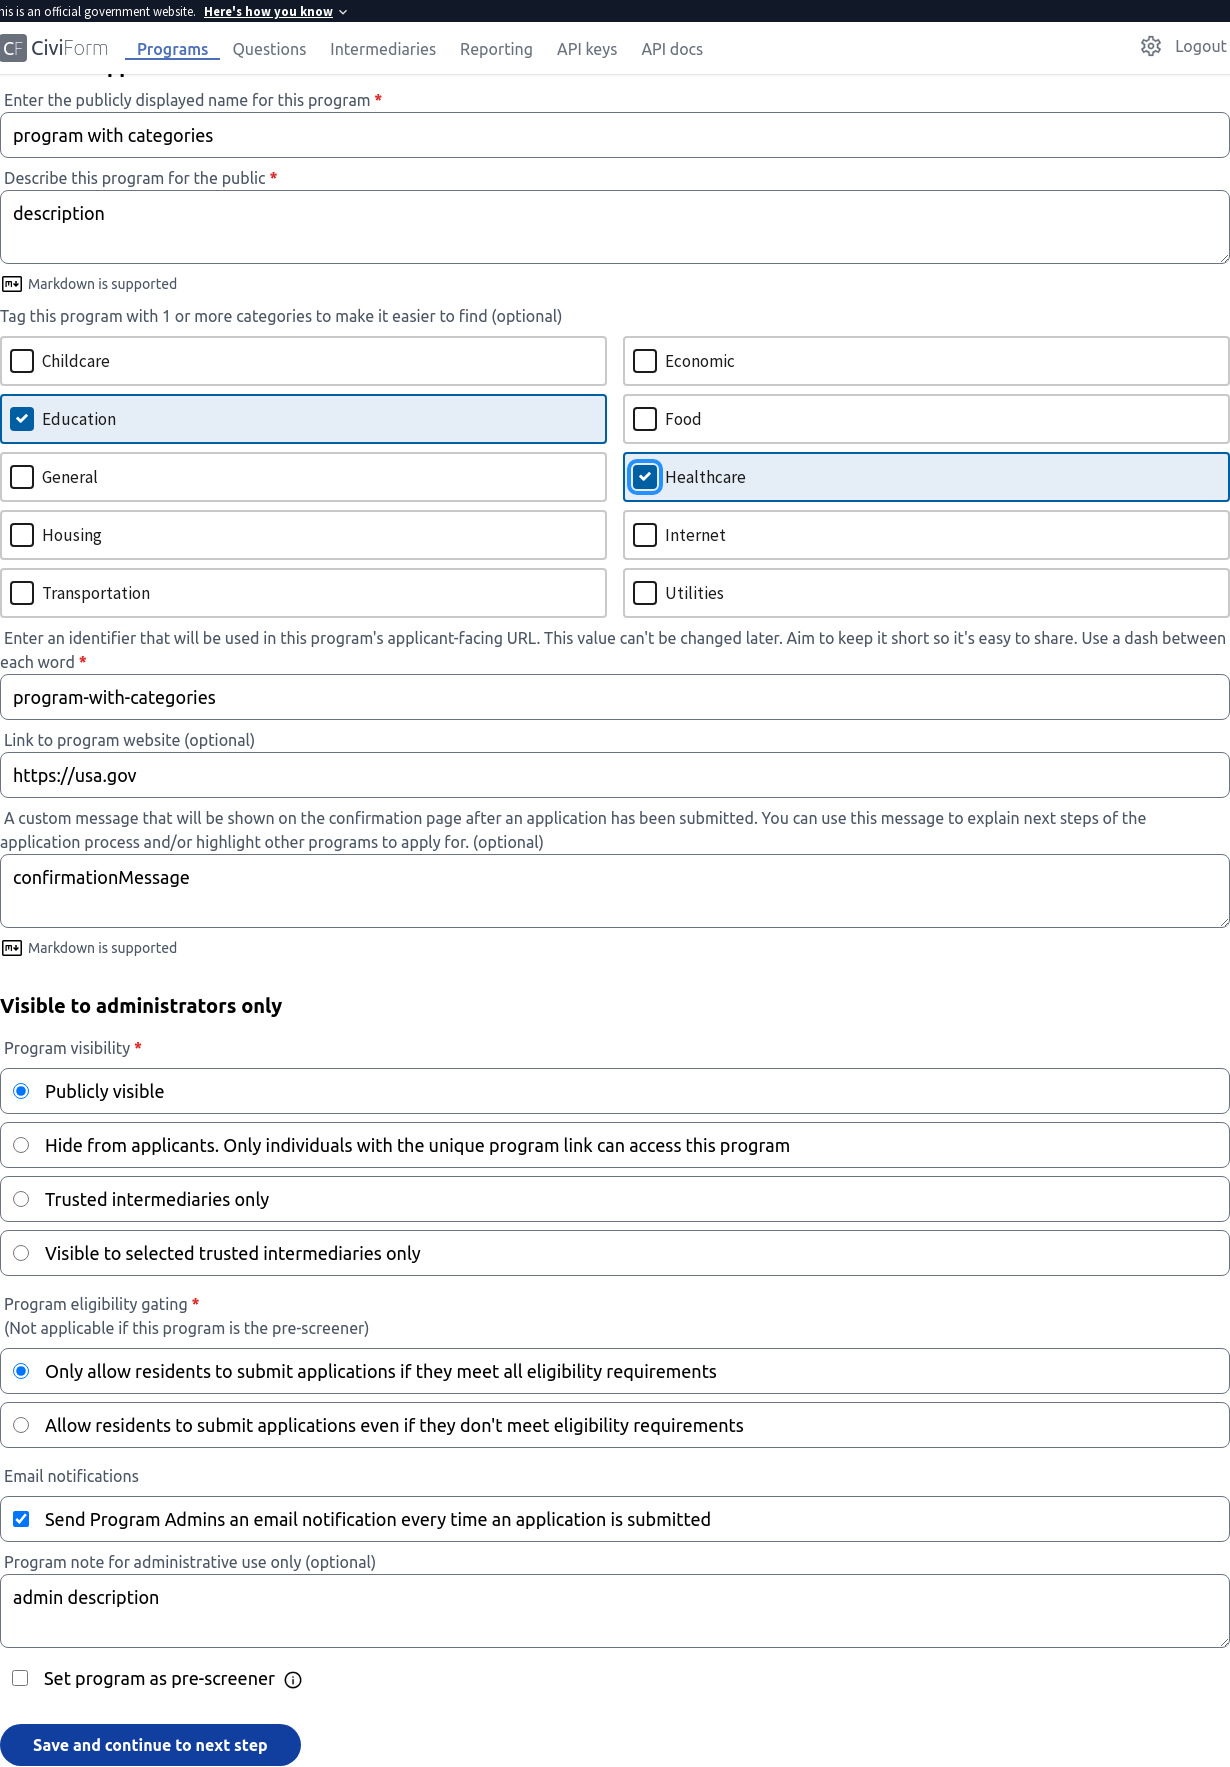 his is an official government website. Here's how you know
CF CiviForm Programs Questions Intermediaries Reporting API keys API docs Logout
Enter the publicly displayed name for this program *
program with categories
Describe this program for the public *
description
Markdown is supported
Tag this program with 1 or more categories to make it easier to find (optional)
Childcare
Economic
Education
Food
General
Healthcare
Housing
Internet
Transportation
Utilities
Enter an identifier that will be used in this program's applicant-facing URL. This value can't be changed later. Aim to keep it short so it's easy to share. Use a dash between
each word *
program-with-categories
Link to program website (optional)
https://usa.gov
A custom message that will be shown on the confirmation page after an application has been submitted. You can use this message to explain next steps of the
application process and/or highlight other programs to apply for. (optional)
confirmationMessage
Markdown is supported
Visible to administrators only
Program visibility *
Publicly visible
Hide from applicants. Only individuals with the unique program link can access this program
Trusted intermediaries only
Visible to selected trusted intermediaries only
Program eligibility gating *
(Not applicable if this program is the pre-screener)
Only allow residents to submit applications if they meet all eligibility requirements
Allow residents to submit applications even if they don't meet eligibility requirements
Email notifications
Send Program Admins an email notification every time an application is submitted
Program note for administrative use only (optional)
admin description
Set program as pre-screener
Save and continue to next step